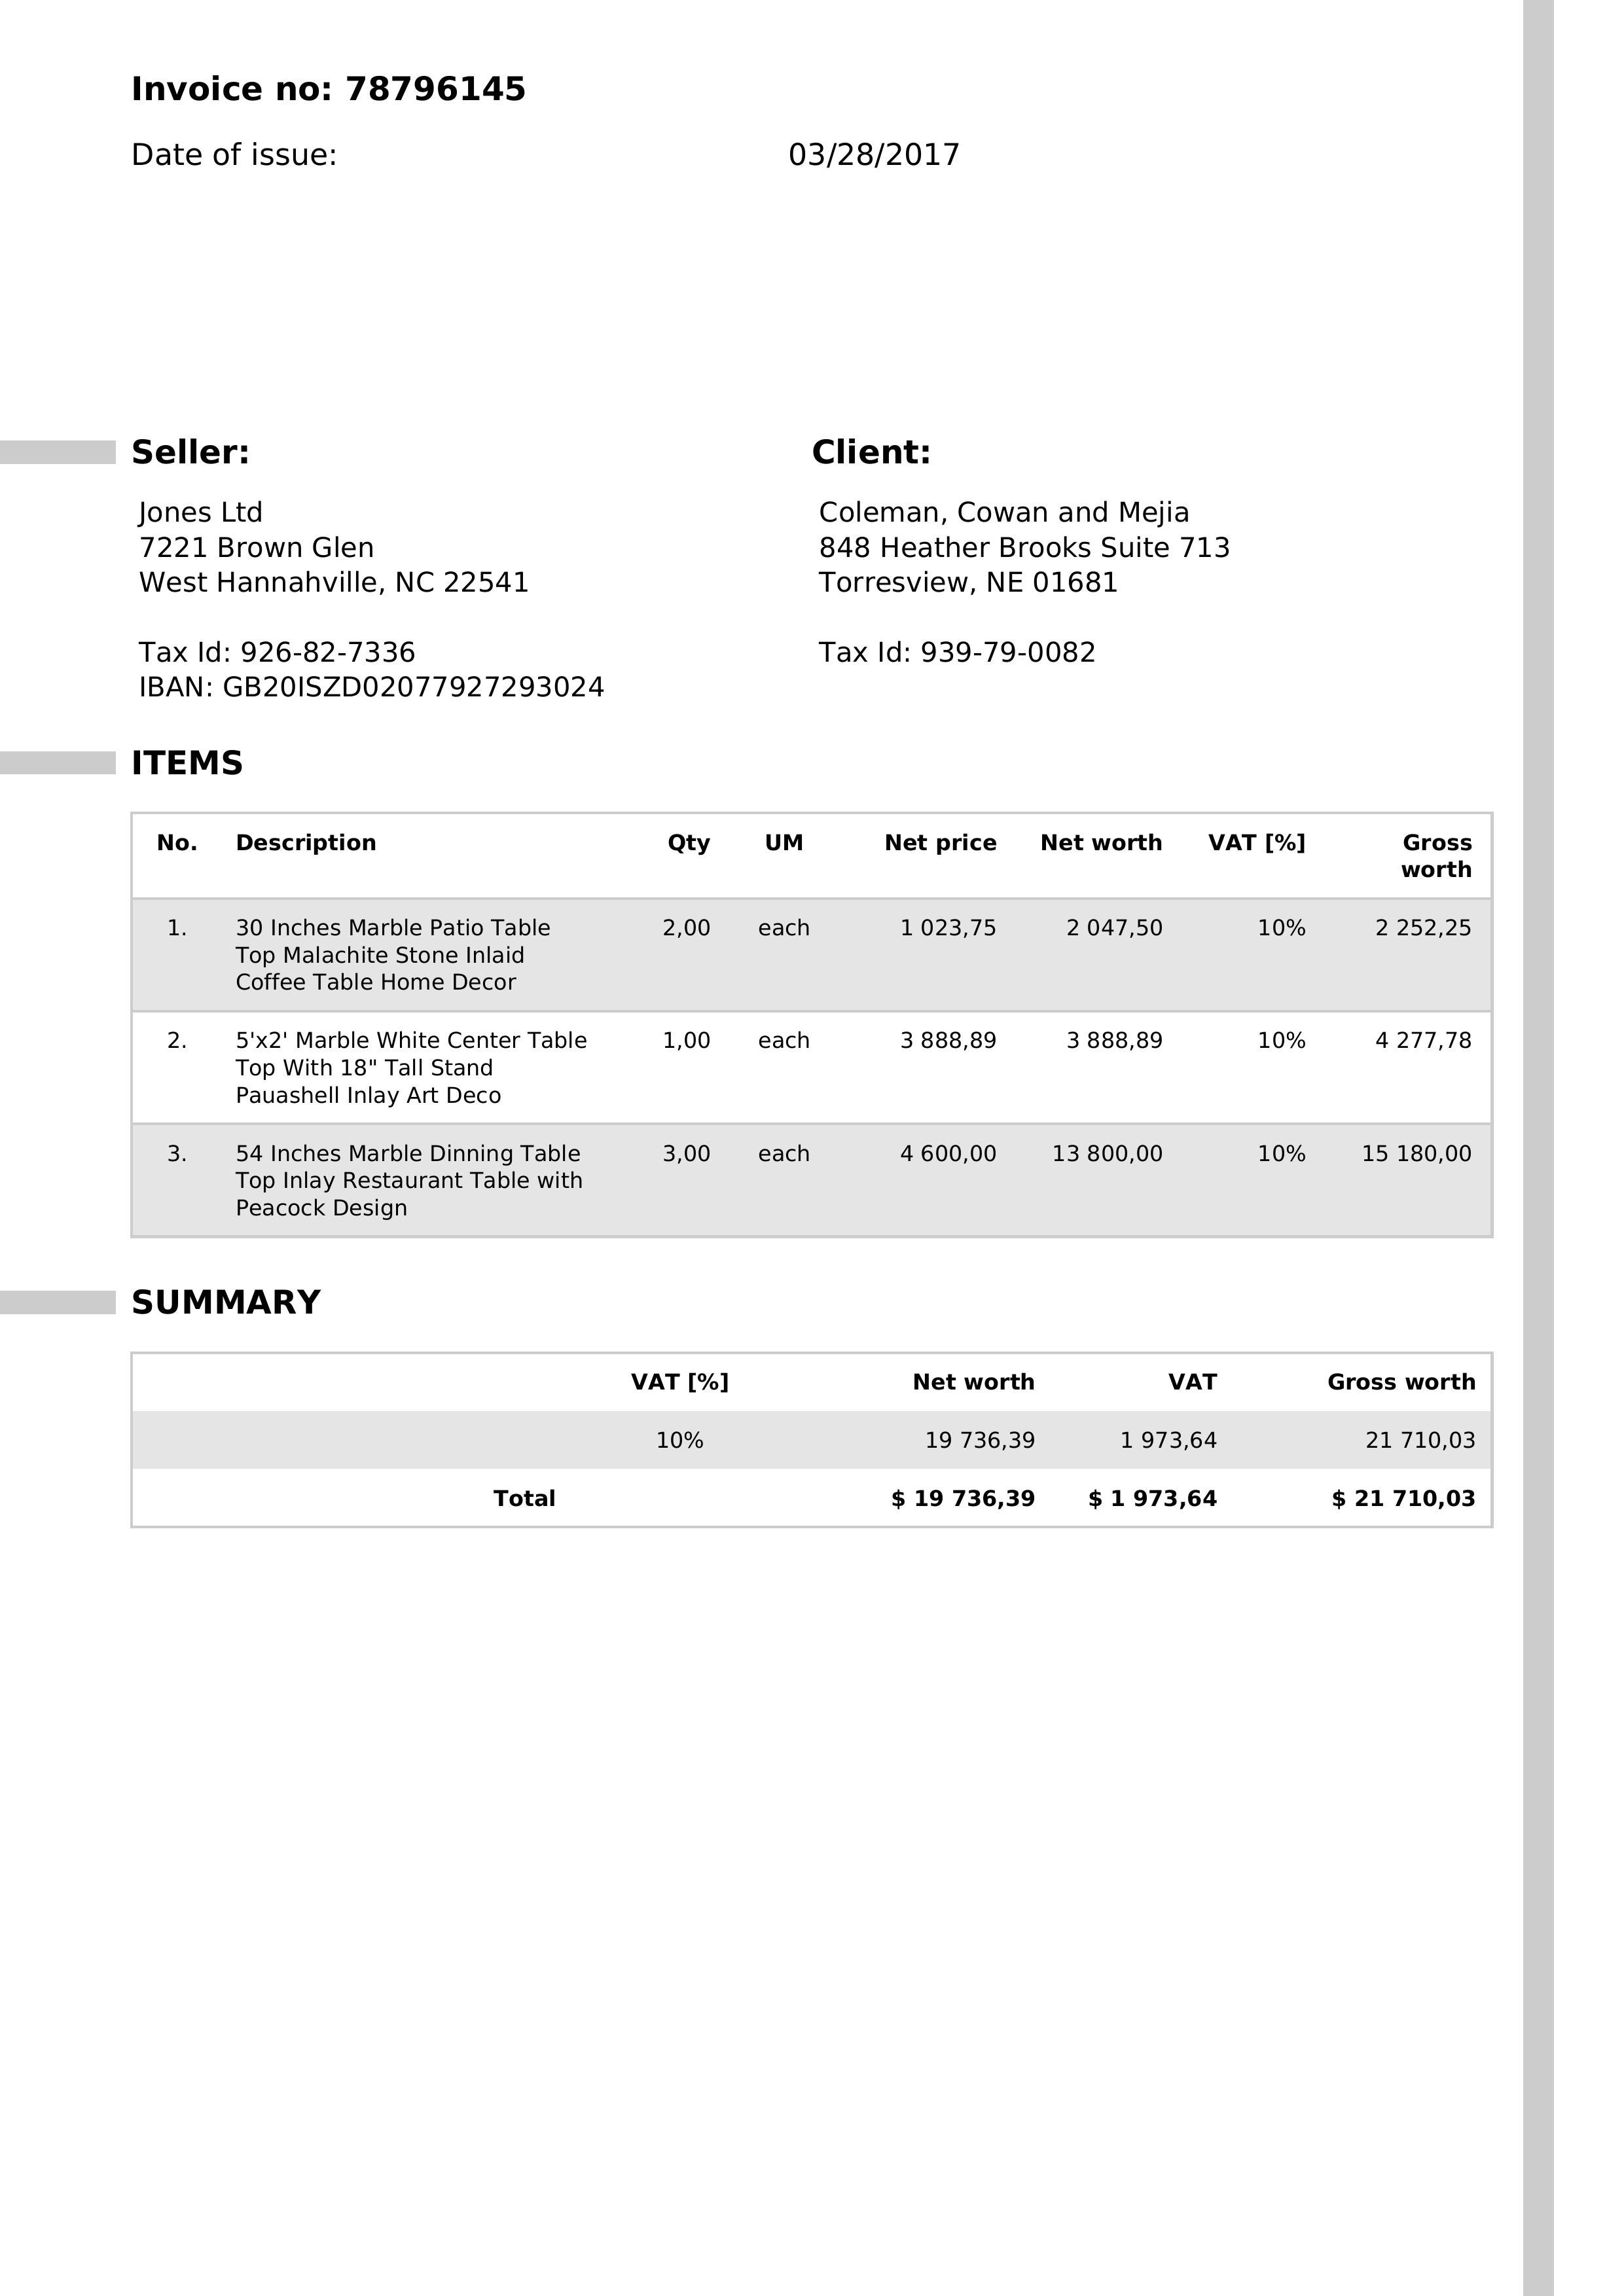 Invoice no: 78796145
Date of issue: 03/28/2017
Seller:
Jones Ltd
7221 Brown Glen
West Hannahville, NC 22541
Tax Id: 926-82-7336
IBAN: GB20ISZD02077927293024
Client:
Coleman, Cowan and Mejia
848 Heather Brooks Suite 713
Torresview, NE 01681
Tax Id: 939-79-0082
ITEMS
No. Description Qty UM Net price Net worth VAT [%] Gross
worth
1. 30 Inches Marble Patio Table 2,00 each 1 023,75 2 047,50 10% 2 252,25
Top Malachite Stone Inlaid
Coffee Table Home Decor
2. 5'x2' Marble White Center Table 1,00 each 3 888,89 3 888,89 10% 4 277,78
Top With 18" Tall Stand
Pauashell Inlay Art Deco
3. 54 Inches Marble Dinning Table 3,00 each 4 600,00 13 800,00 10% 15 180,00
Top Inlay Restaurant Table with
Peacock Design
SUMMARY
VAT [%] Net worth VAT Gross worth
10% 19 736,39 1 973,64 21 710,03
Total $ 19 736,39 $ 1 973,64 $ 21 710,03